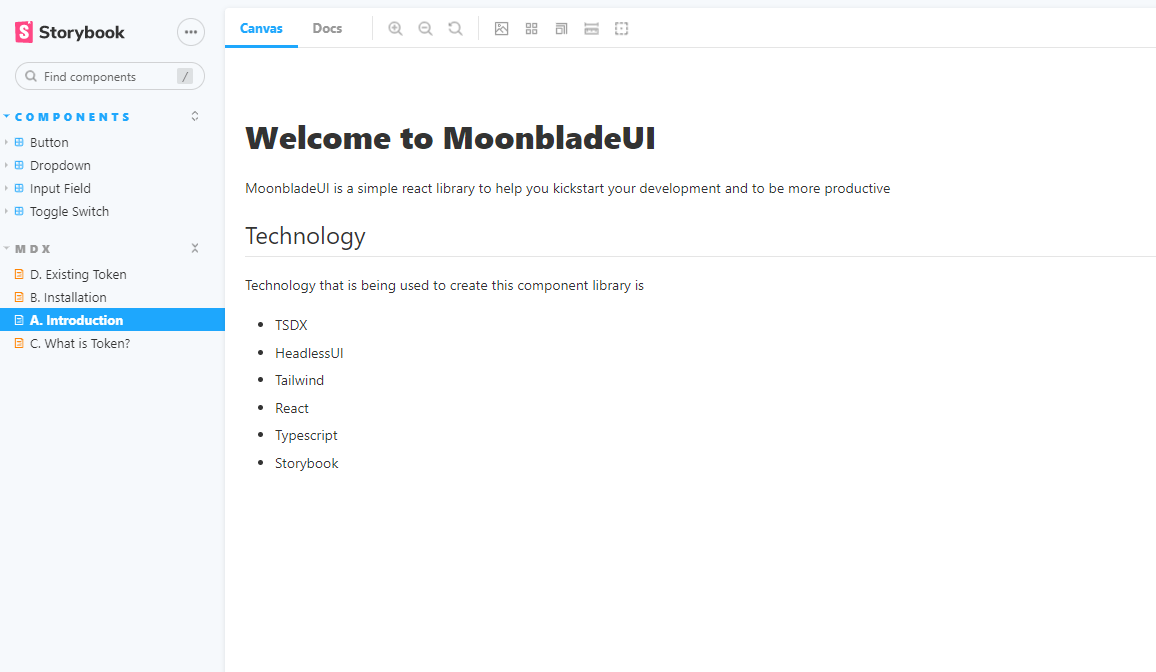 Storybook
Find components /
COMPONENTS
Button
Dropdown
Input Field
Toggle Switch
MDX
D. Existing Token
B. Installation
A. Introduction
C. What is Token?
Canvas Docs
Welcome to MoonbladeUI
MoonbladeUI is a simple react library to help you kickstart your development and to be more productive
Technology
Technology that is being used to create this component library is
TSDX
HeadlessUI
Tailwind
React
Typescript
Storybook